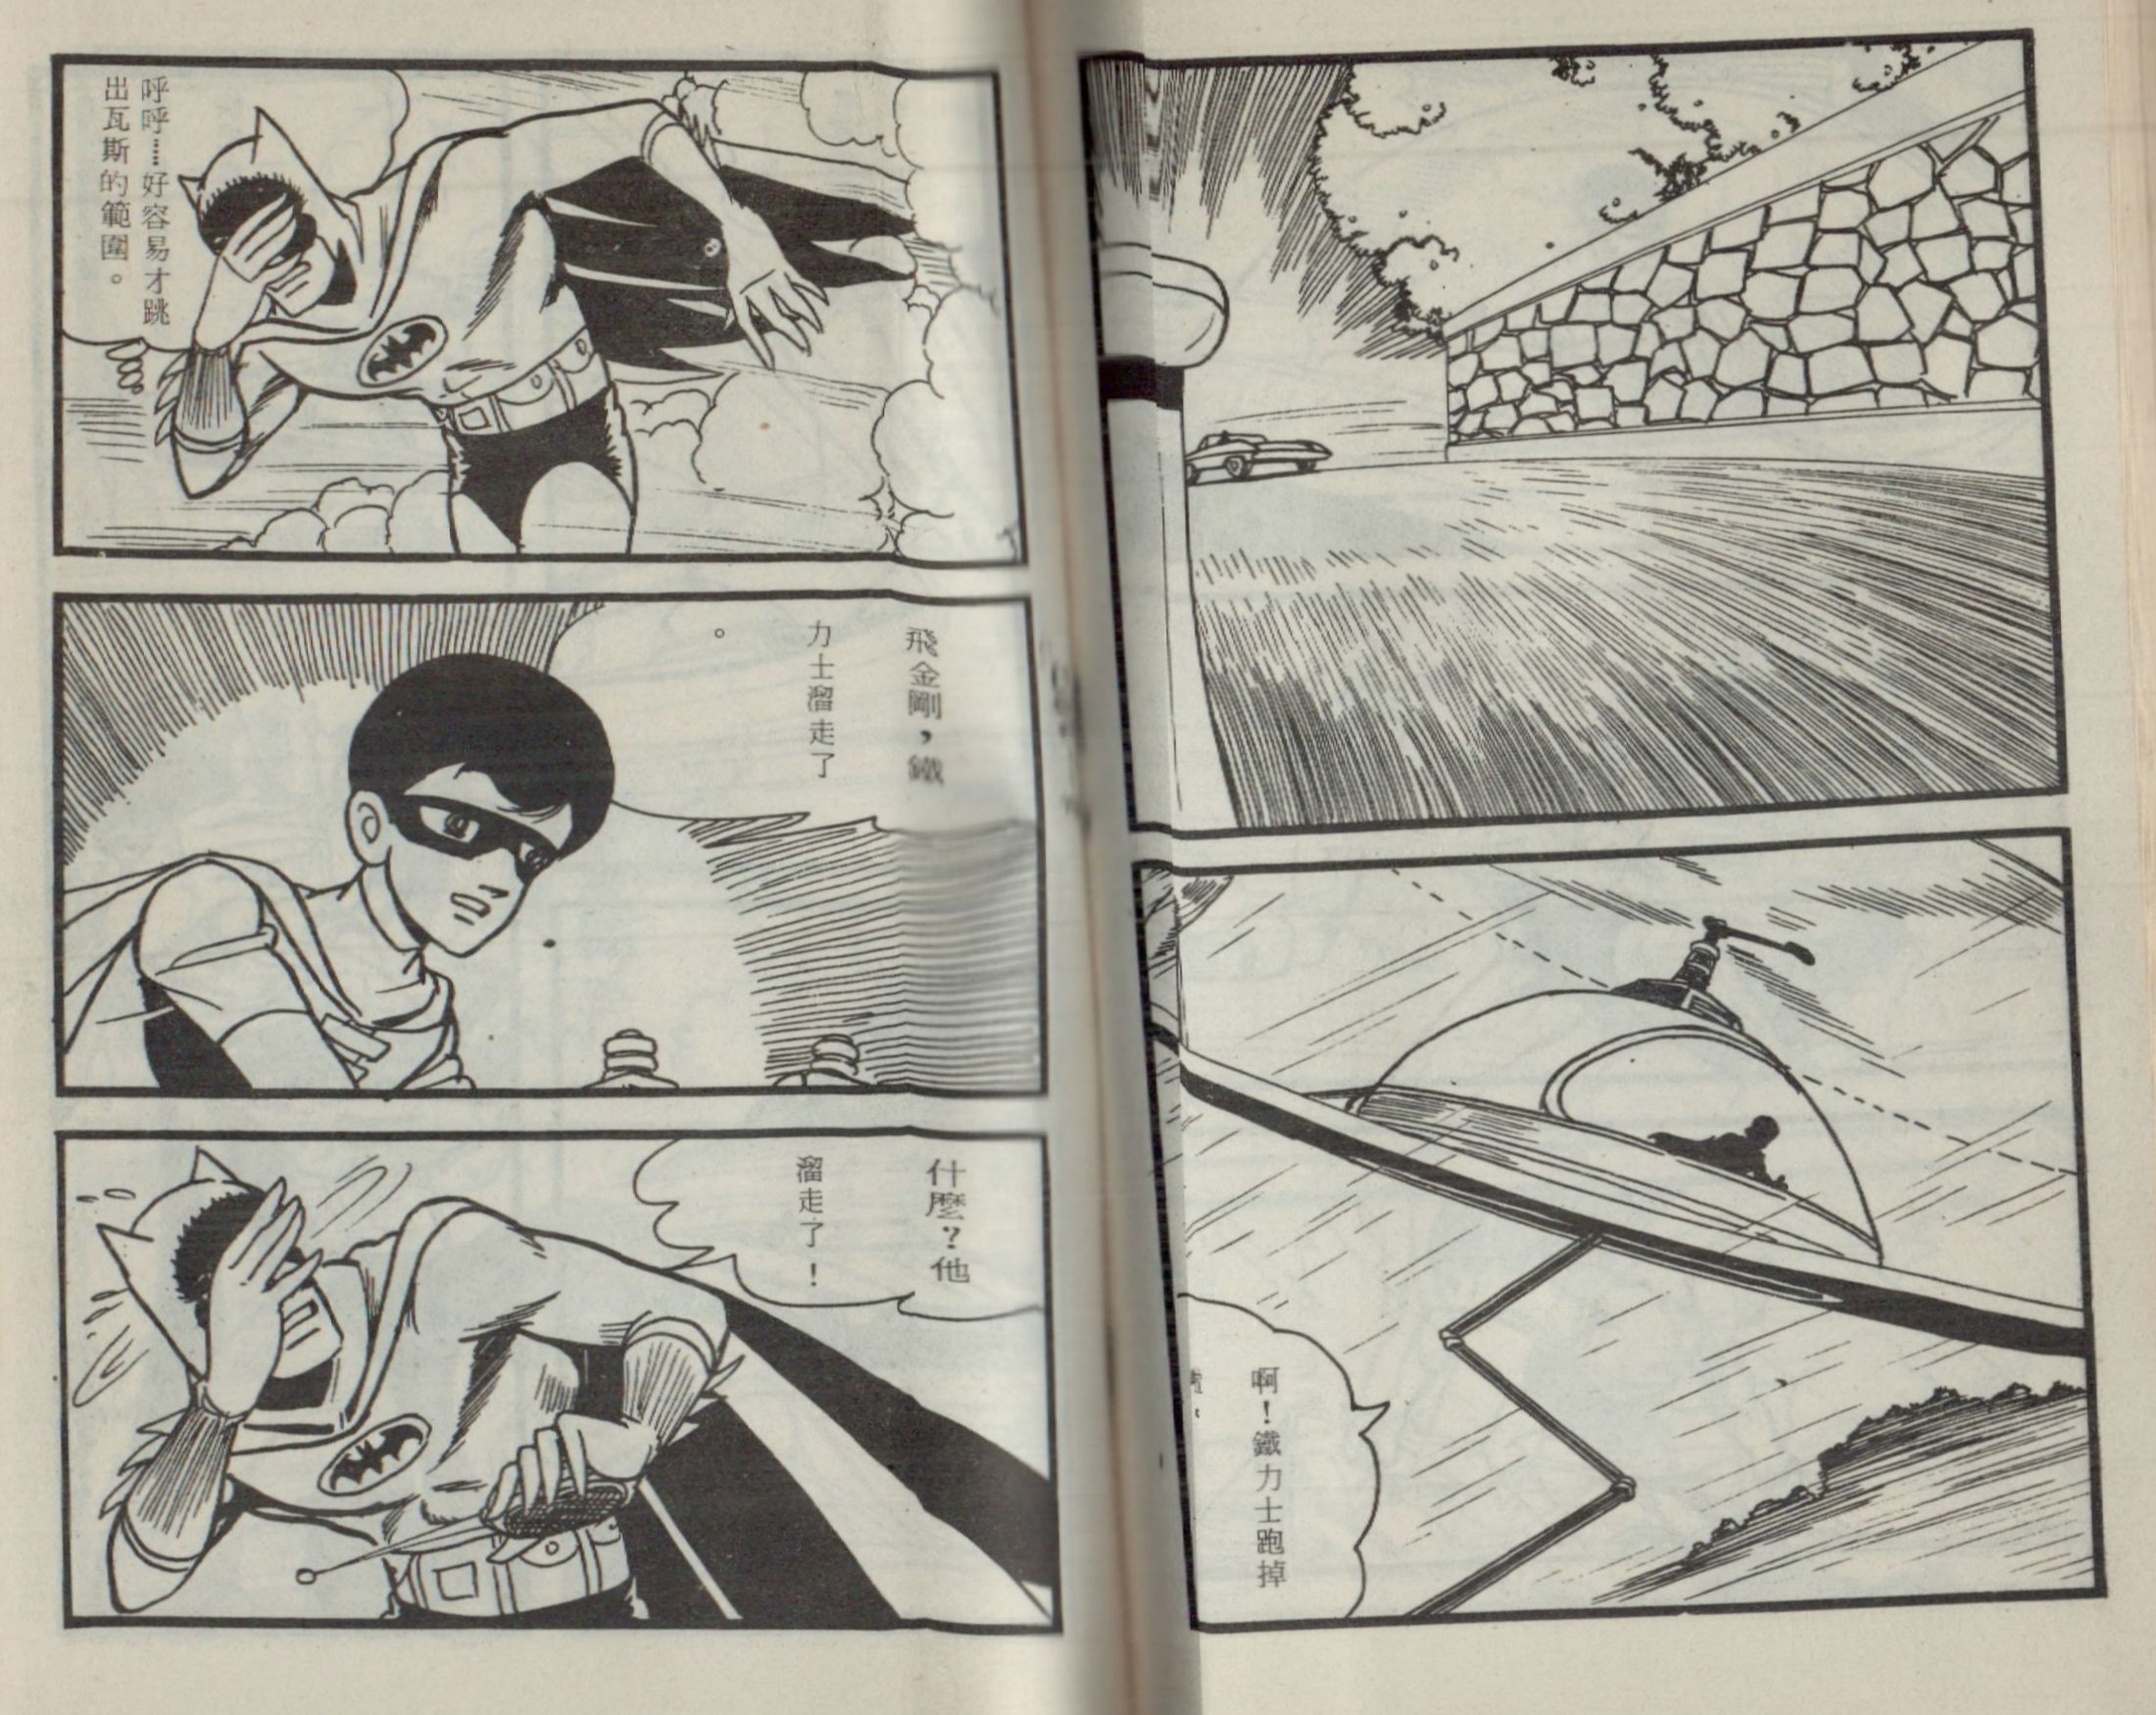 啊！鐵力士跑掉
呼呼……好容易才跳
出瓦斯的範圍。
飛金剛，鐵
力士溜走了
。
什麼？他
溜走了！